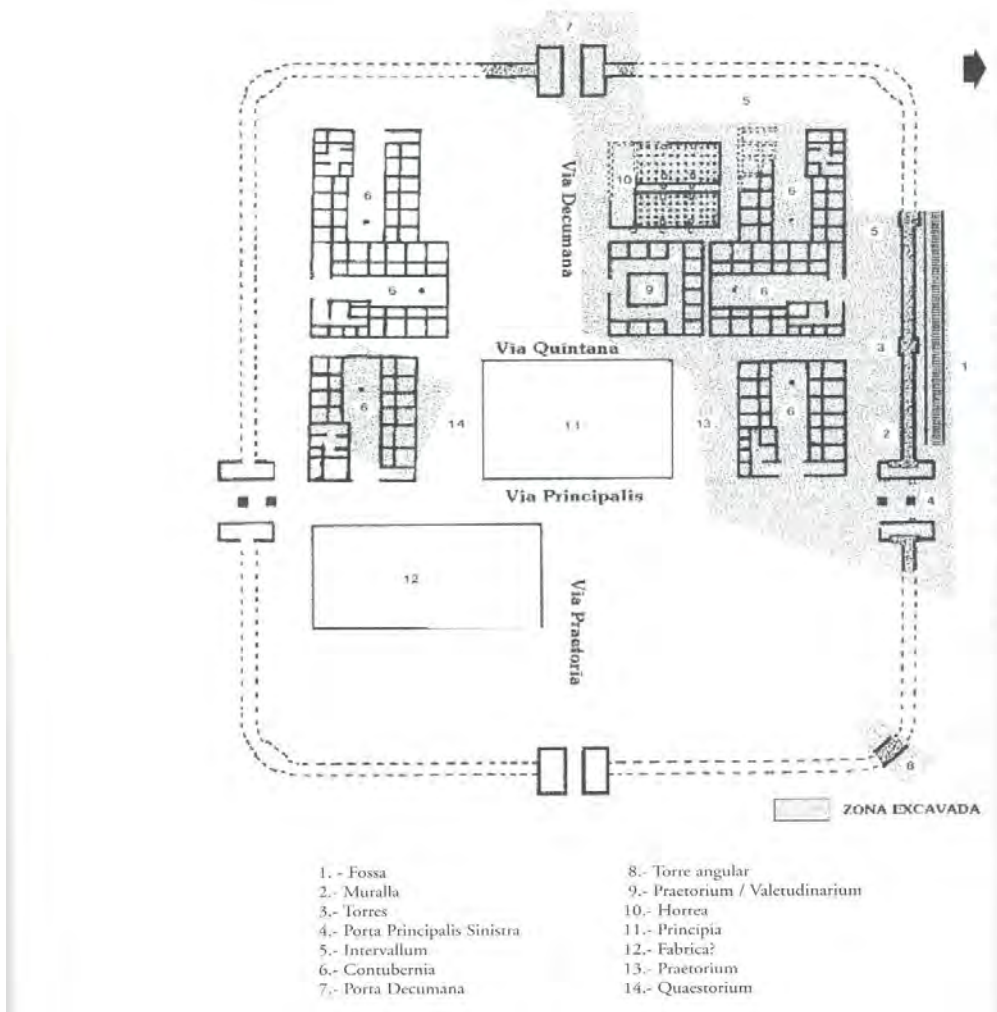 7
5
10
6
6
Via Decumana
5
9
6
6
Via Quintana
3
1
6
14
11
13
6
2
Via Principalis
4
12
Via Praetoria
8
ZONA EXCAVADA
1. - Fossa
2.- Muralla
3.- Torres
4.- Porta Principalis Sinistra
5.- Intervallum
6.- Contubernia
7.- Porta Decumana
8.- Torre angular
9.- Praetorium / Valetudinarium
10.- Horrea
11.- Principia
12.- Fabrica?
13.- Praetorium
14.- Quaestorium